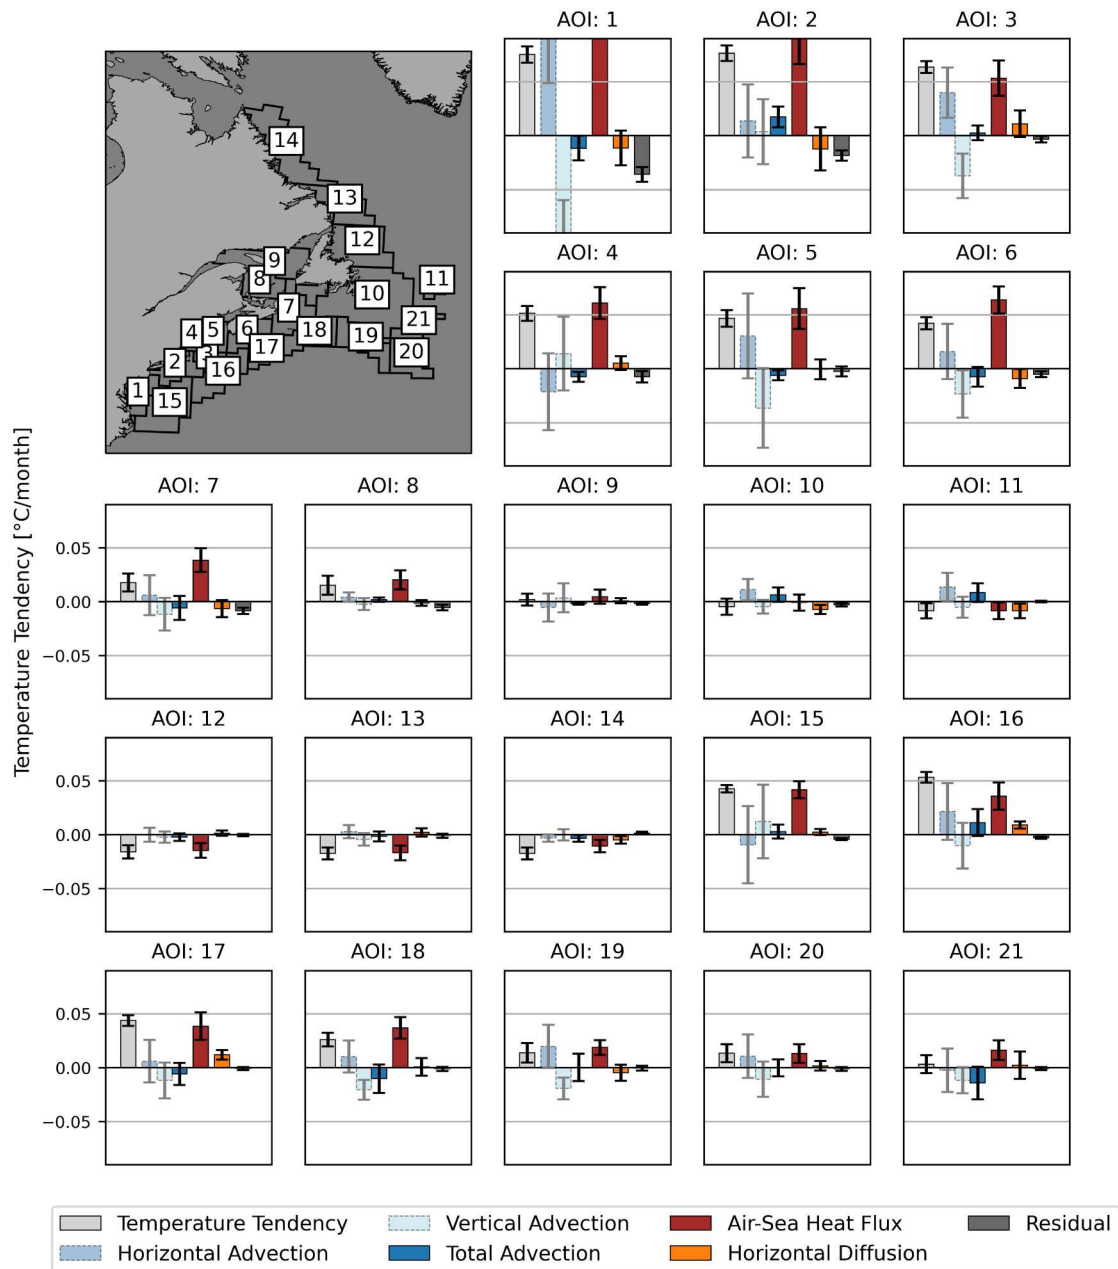 AOI: 1
AOI: 2
AOI: 3
14
13
12
9
8
11
10
7
21
4
5
6
18
19
3
17
20
2
16
1
15
AOI: 4
AOI: 5
AOI: 6
Temperature Tendency [°C/month]
AOI: 7
AOI: 8
AOI: 9
AOI: 10
AOI: 11
0.05
0.00
−0.05
AOI: 12
AOI: 13
AOI: 14
AOI: 15
AOI: 16
0.05
0.00
−0.05
AOI: 17
AOI: 18
AOI: 19
AOI: 20
AOI: 21
0.05
0.00
−0.05
Temperature Tendency
Vertical Advection
Air-Sea Heat Flux
Residual
Horizontal Advection
Total Advection
Horizontal Diffusion